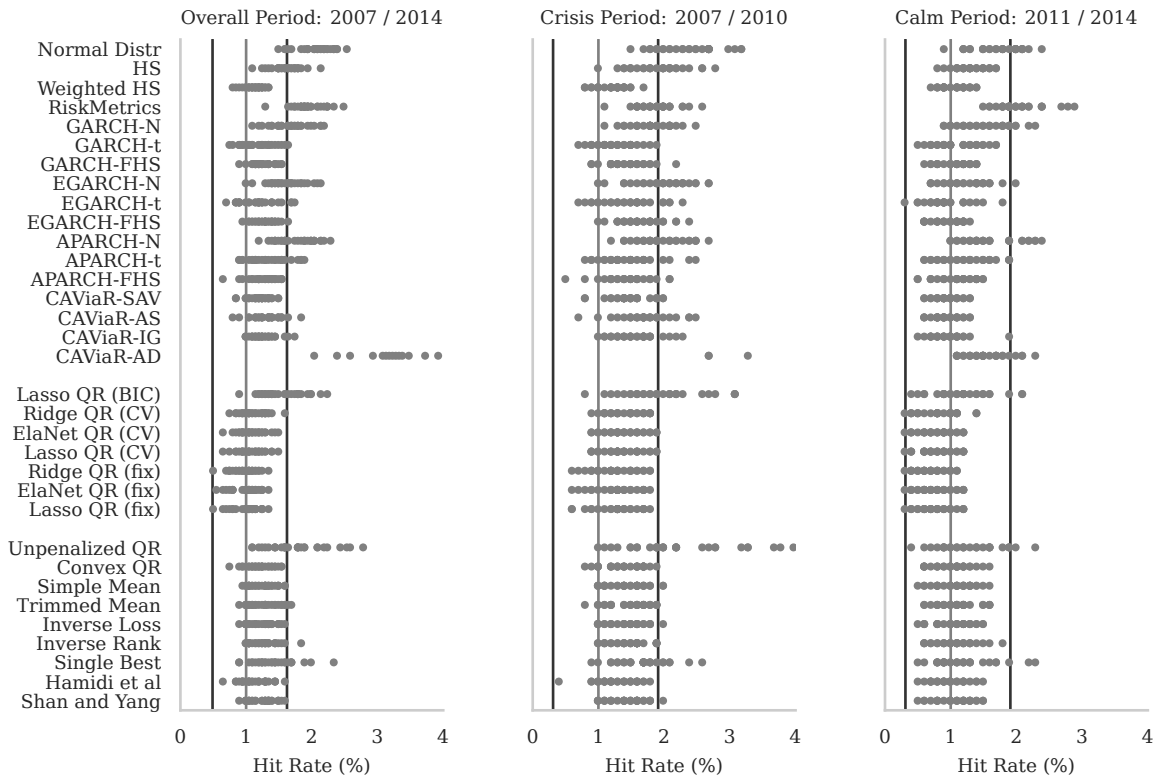 Overall Period: 2007 / 2014
Crisis Period: 2007 / 2010
Calm Period: 2011 / 2014
Normal Distr
HS
Weighted HS
RiskMetrics
GARCH-N
GARCH-t
GARCH-FHS
EGARCH-N
EGARCH-t
EGARCH-FHS
APARCH-N
APARCH-t
APARCH-FHS
CAViaR-SAV
CAViaR-AS
CAViaR-IG
CAViaR-AD
Lasso QR (BIC)
Ridge QR (CV)
ElaNet QR (CV)
Lasso QR (CV)
Ridge QR (fix)
ElaNet QR (fix)
Lasso QR (fix)
Unpenalized QR
Convex QR
Simple Mean
Trimmed Mean
Inverse Loss
Inverse Rank
Single Best
Hamidi et al
Shan and Yang
0 1 2 3 4
0 1 2 3 4
0 1 2 3 4
Hit Rate (%)
Hit Rate (%)
Hit Rate (%)